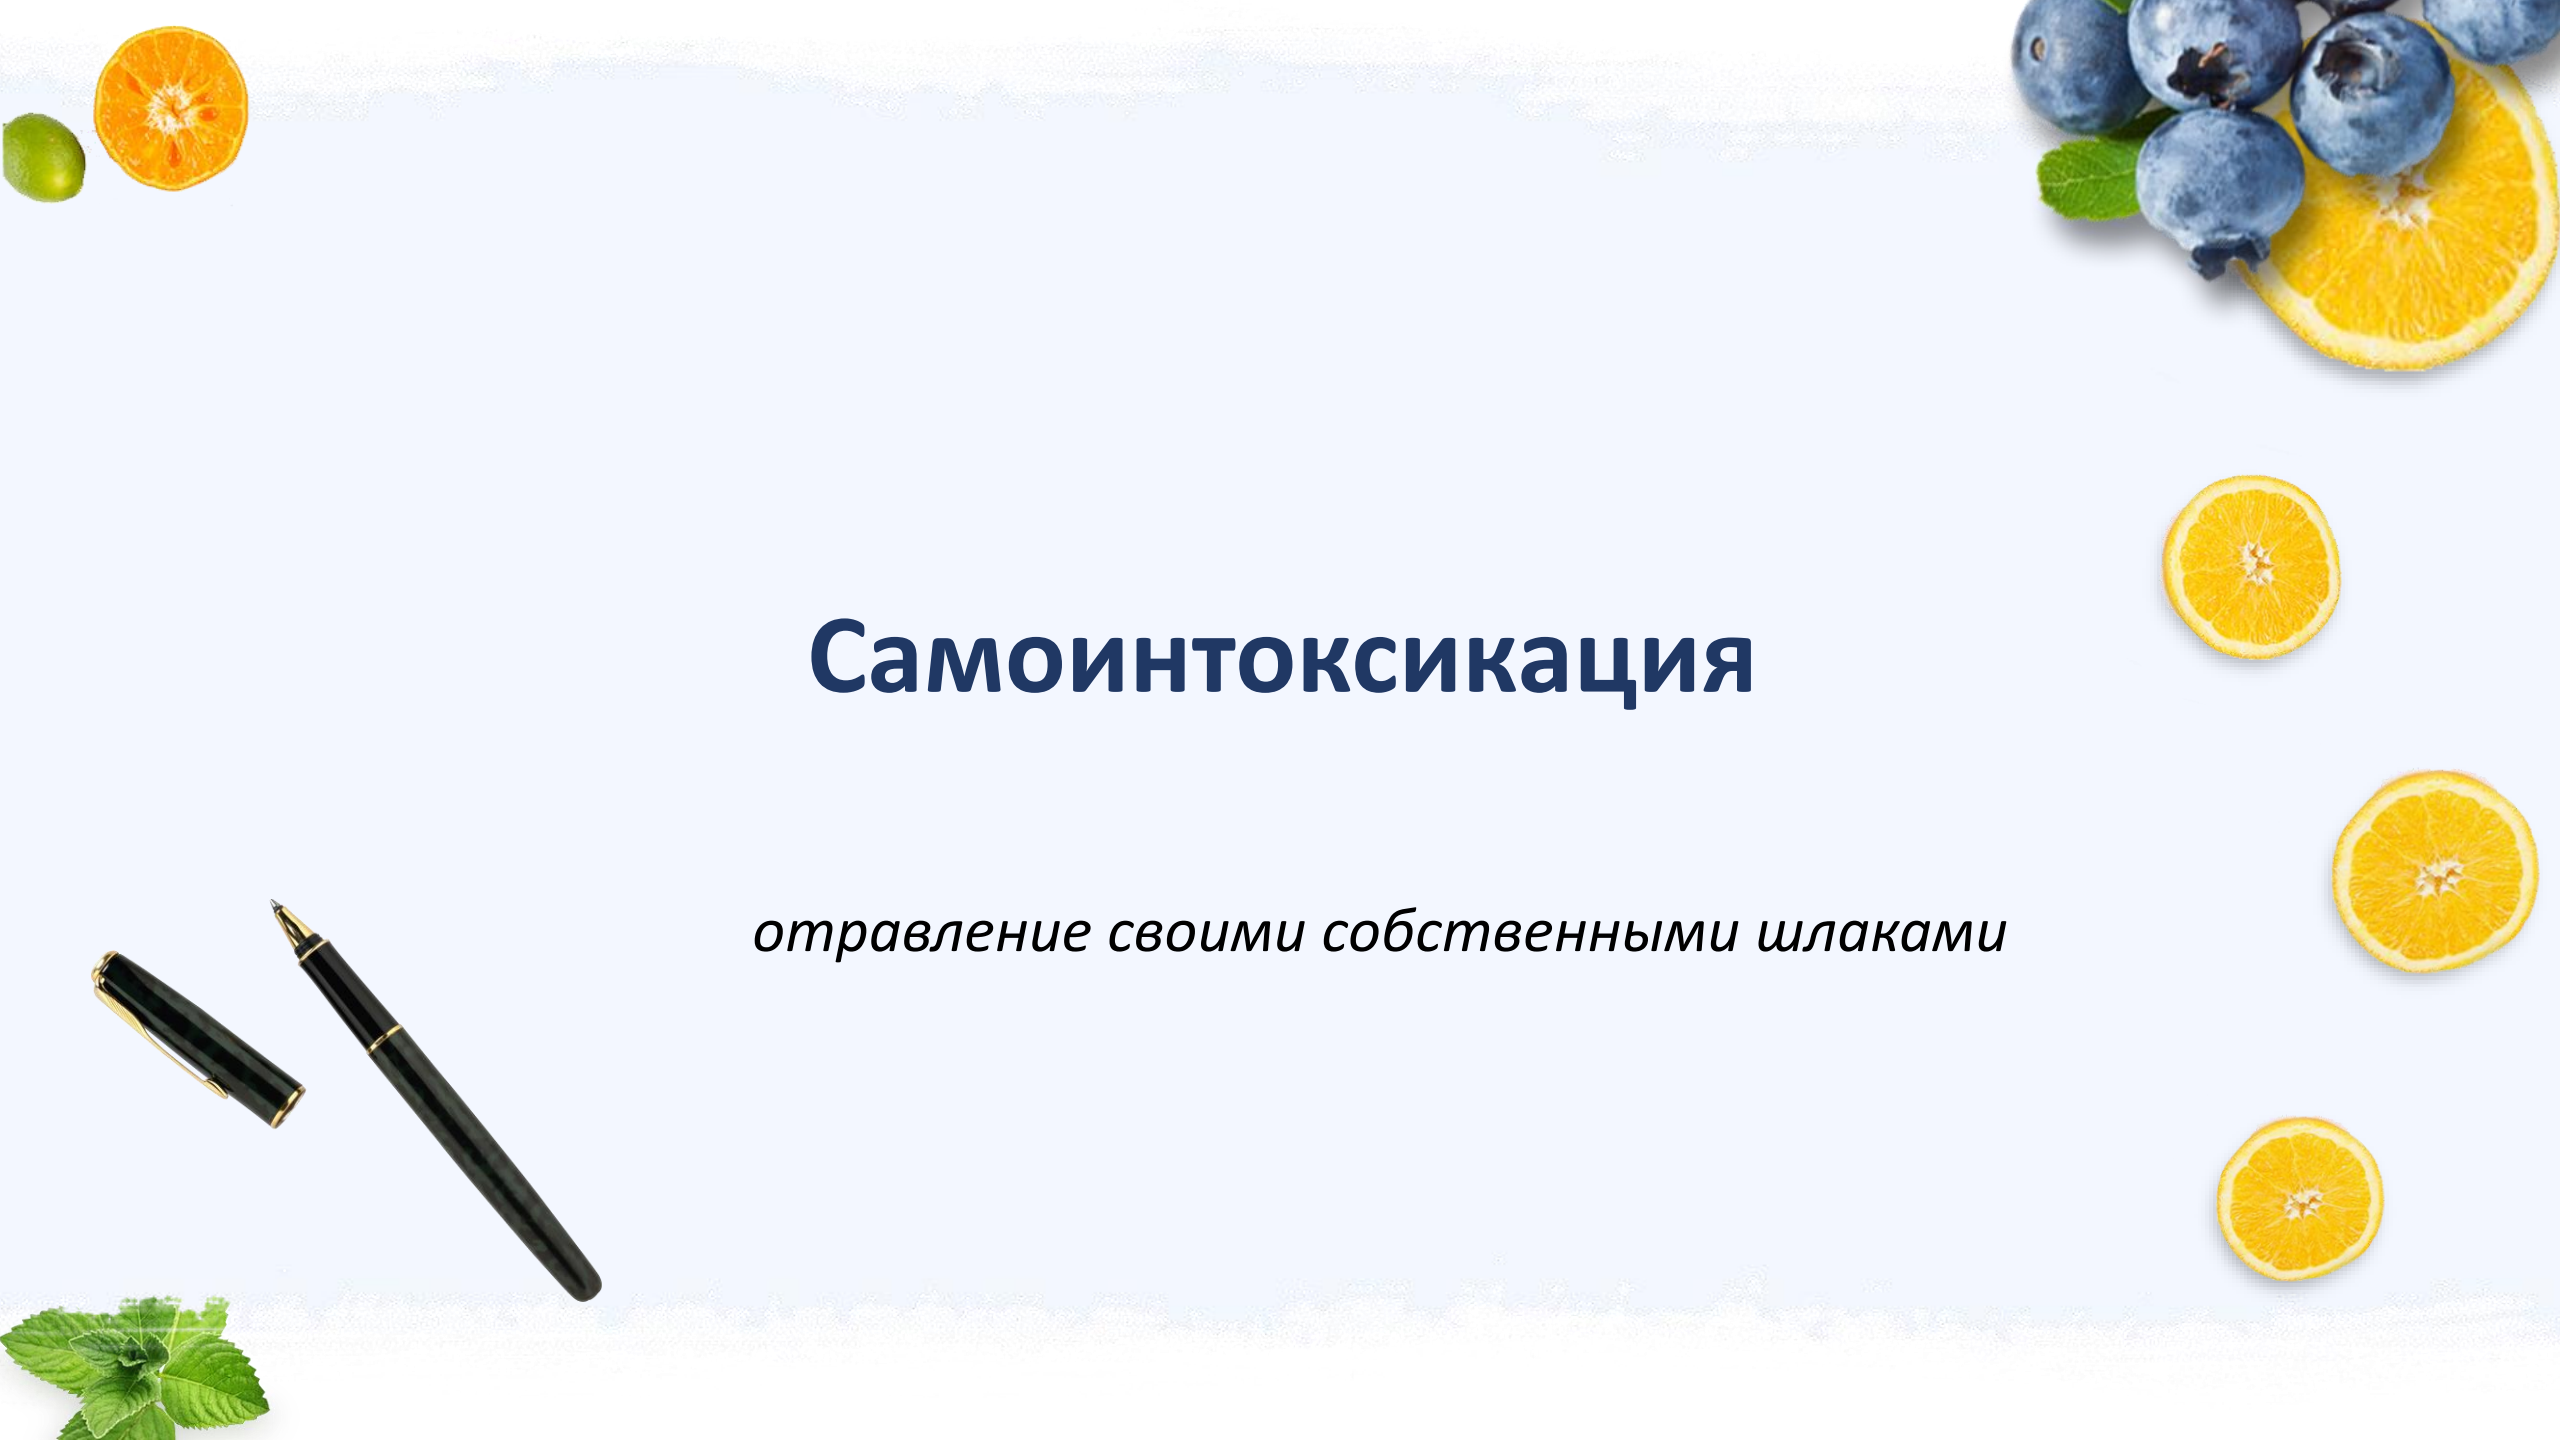 Самоинтоксикация
отравление своими собственными шлаками